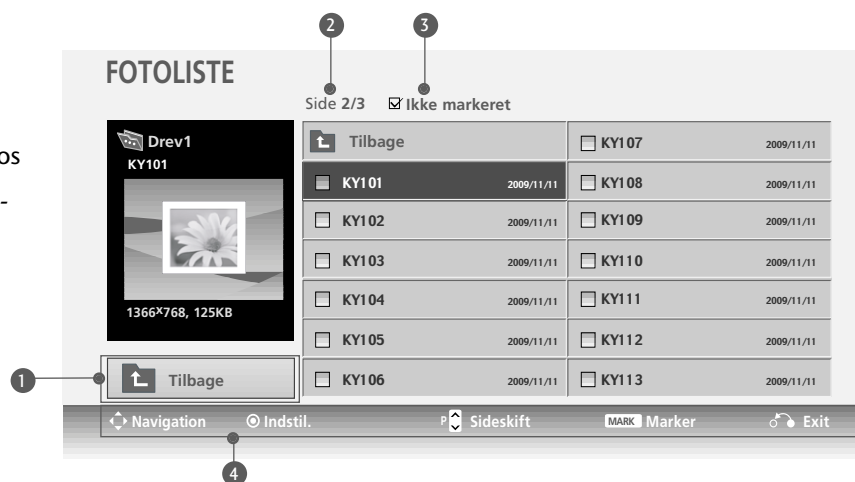 2
3
FOTOLISTE
Side 2/3
Ikke markeret
os
-
Drev1
KY101
1366x768, 125KB
Tilbage
KY101 2009/11/11
KY102 2009/11/11
KY103 2009/11/11
KY104 2009/11/11
KY105 2009/11/11
KY106 2009/11/11
KY107 2009/11/11
KY108 2009/11/11
KY109 2009/11/11
KY110 2009/11/11
KY111 2009/11/11
KY112 2009/11/11
KY113 2009/11/11
1
Tilbage
Navigation
Indstil.
P Sideskift
MARK Marker
Exit
4